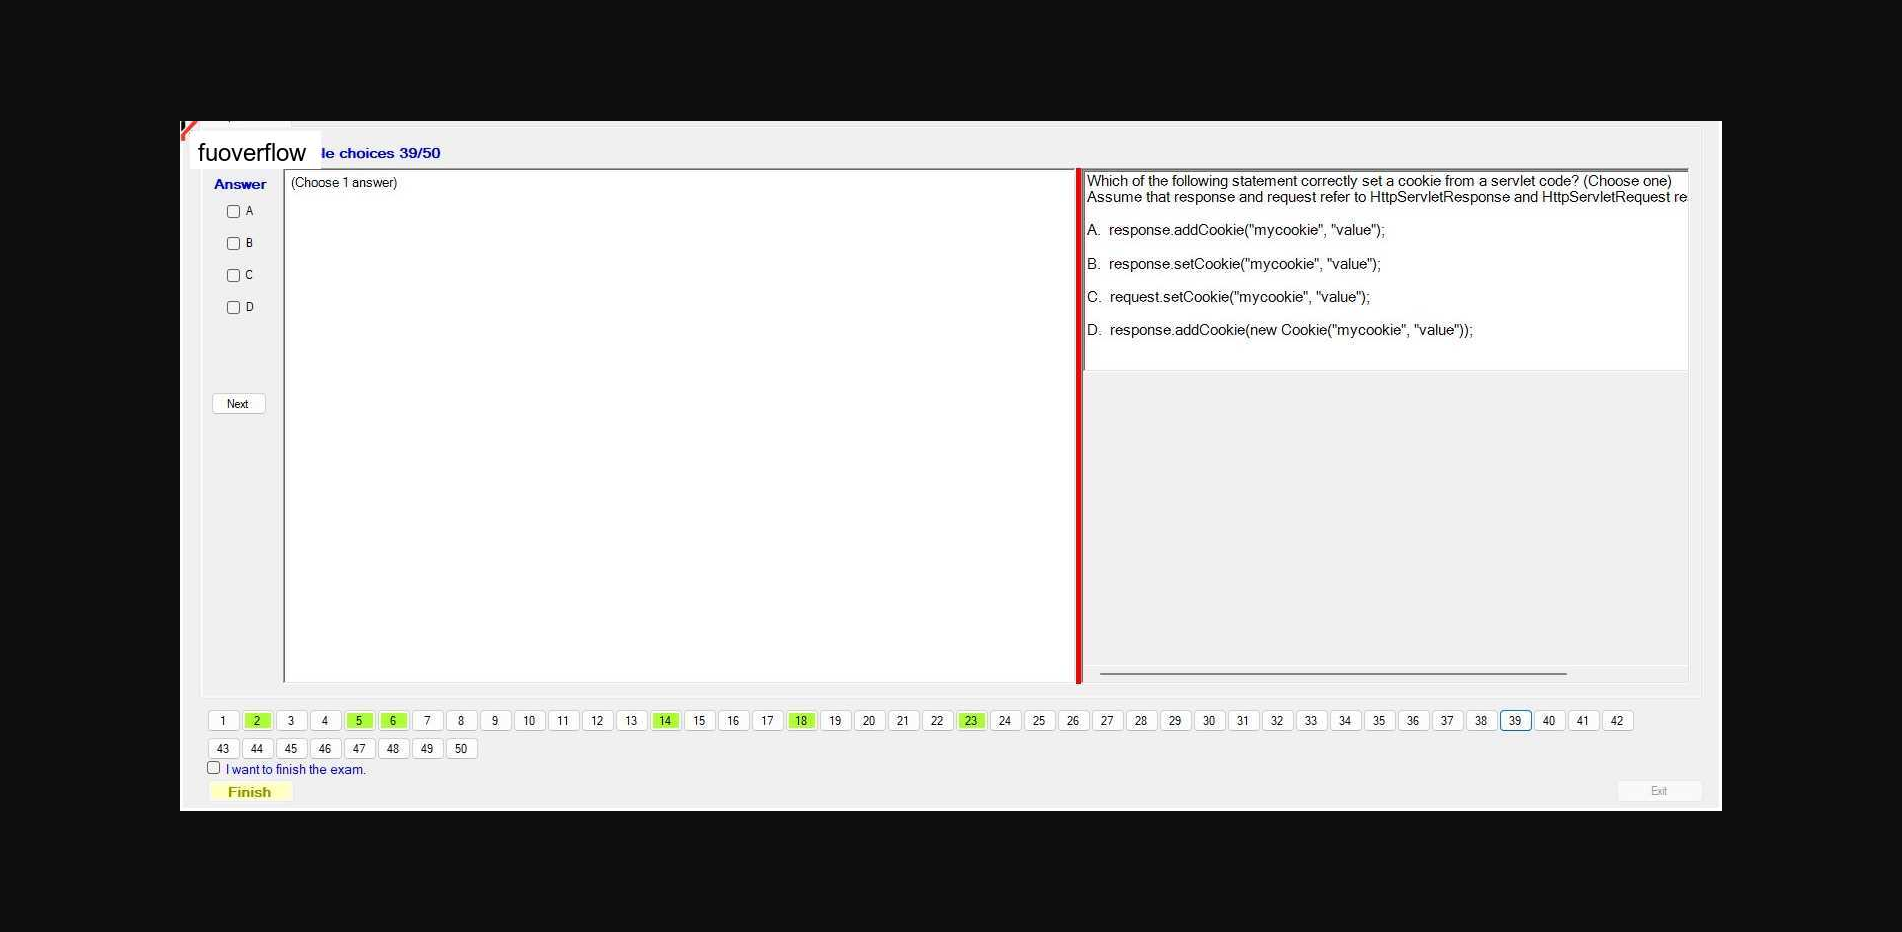 fuoverflow
le choices 39/50
Answer
A
B
C
D
Next
(Choose 1 answer)
Which of the following statement correctly set a cookie from a servlet code? (Choose one)
Assume that response and request refer to HttpServletResponse and HttpServletRequest re
A. response.addCookie("mycookie", "value");
B. response.setCookie("mycookie", "value");
C. request.setCookie("mycookie", "value");
D. response.addCookie(new Cookie("mycookie", "value"));
1 2 3 4 5 6 7 8 9 10 11 12 13 14 15 16 17 18 19 20 21 22 23 24 25 26 27 28 29 30 31 32 33 34 35 36 37 38 39 40 41 42
43 44 45 46 47 48 49 50
I want to finish the exam.
Finish
Exit